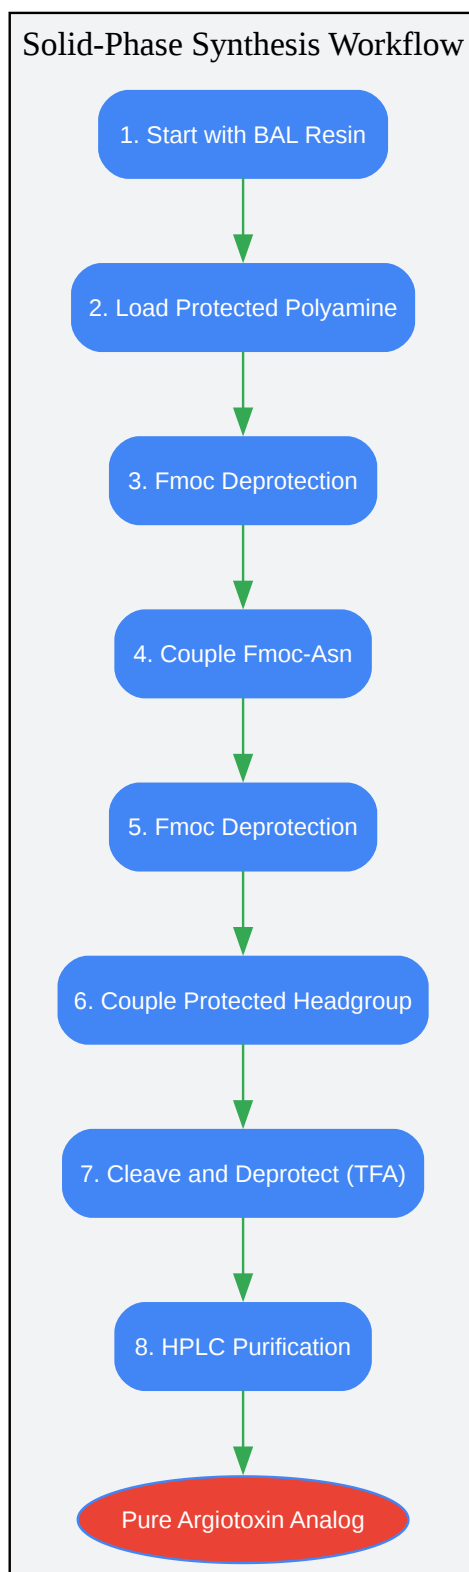 Solid-Phase Synthesis Workflow
1. Start with BAL Resin
2. Load Protected Polyamine
3. Fmoc Deprotection
4. Couple Fmoc-Asn
5. Fmoc Deprotection
6. Couple Protected Headgroup
7. Cleave and Deprotect (TFA)
8. HPLC Purification
Pure Argiotoxin Analog